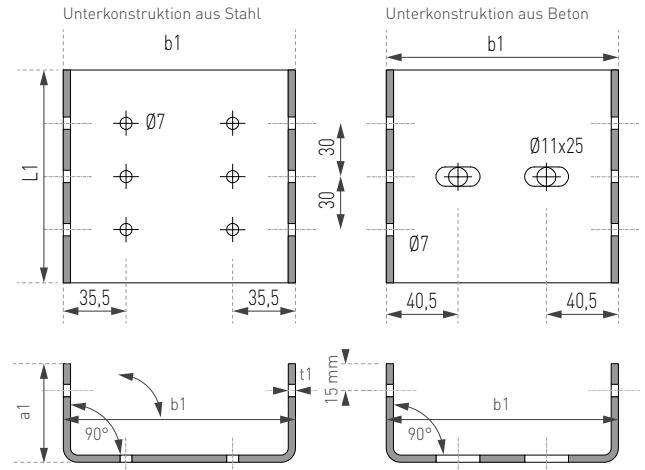 Unterkonstruktion aus Stahl
Unterkonstruktion aus Beton
b1
b1
Ø7
Ø11x25
30
30
L1
Ø7
35,5
35,5
40,5
40,5
a1
b1
90°
t1
15 mm
b1
90°